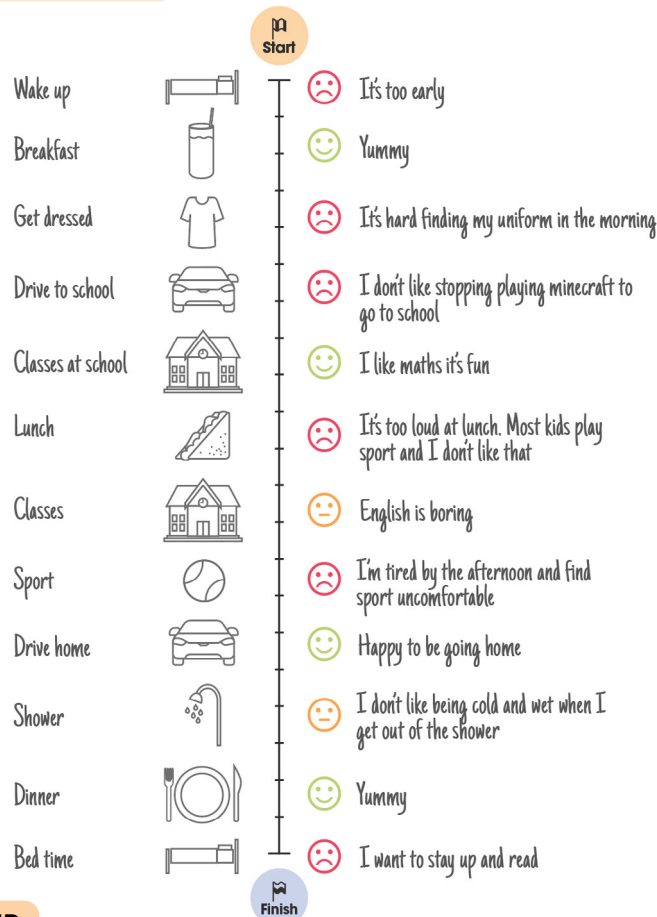 Start
Wake up
It's too early
Breakfast
Yummy
Get dressed
It's hard finding my uniform in the morning
Drive to school
I don't like stopping playing minecraft to
go to school
Classes at school
I like maths it's fun
Lunch
It's too loud at lunch. Most kids play
sport and I don't like that
Classes
English is boring
Sport
I'm tired by the afternoon and find
sport uncomfortable
Drive home
Happy to be going home
Shower
I don't like being cold and wet when I
get out of the shower
Dinner
Yummy
Bed time
I want to stay up and read
Finish